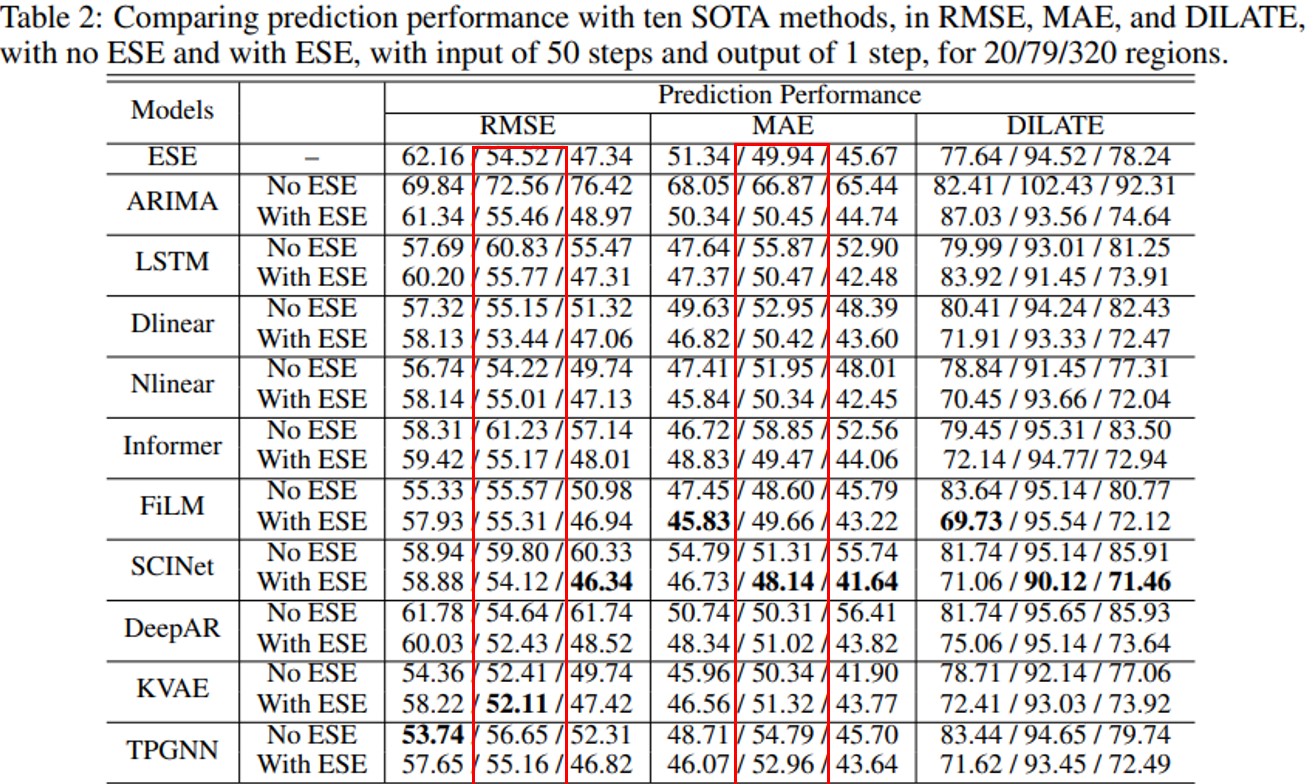 Table 2: Comparing prediction performance with ten SOTA methods, in RMSE, MAE, and DILATE,
with no ESE and with ESE, with input of 50 steps and output of 1 step, for 20/79/320 regions.
Models Prediction Performance
RMSE MAE DILATE
ESE – 62.16 / 54.52 / 47.34 51.34 / 49.94 / 45.67 77.64 / 94.52 / 78.24
ARIMA No ESE 69.84 / 72.56 / 76.42 68.05 / 66.87 / 65.44 82.41 / 102.43 / 92.31
With ESE 61.34 / 55.46 / 48.97 50.34 / 50.45 / 44.74 87.03 / 93.56 / 74.64
LSTM No ESE 57.69 / 60.83 / 55.47 47.64 / 55.87 / 52.90 79.99 / 93.01 / 81.25
With ESE 60.20 / 55.77 / 47.31 47.37 / 50.47 / 42.48 83.92 / 91.45 / 73.91
Dlinear No ESE 57.32 / 55.15 / 51.32 49.63 / 52.95 / 48.39 80.41 / 94.24 / 82.43
With ESE 58.13 / 53.44 / 47.06 46.82 / 50.42 / 43.60 71.91 / 93.33 / 72.47
Nlinear No ESE 56.74 / 54.22 / 49.74 47.41 / 51.95 / 48.01 78.84 / 91.45 / 77.31
With ESE 58.14 / 55.01 / 47.13 45.84 / 50.34 / 42.45 70.45 / 93.66 / 72.04
Informer No ESE 58.31 / 61.23 / 57.14 46.72 / 58.85 / 52.56 79.45 / 95.31 / 83.50
With ESE 59.42 / 55.17 / 48.01 48.83 / 49.47 / 44.06 72.14 / 94.77/ 72.94
FiLM No ESE 55.33 / 55.57 / 50.98 47.45 / 48.60 / 45.79 83.64 / 95.14 / 80.77
With ESE 57.93 / 55.31 / 46.94 45.83 / 49.66 / 43.22 69.73 / 95.54 / 72.12
SCINet No ESE 58.94 / 59.80 / 60.33 54.79 / 51.31 / 55.74 81.74 / 95.14 / 85.91
With ESE 58.88 / 54.12 / 46.34 46.73 / 48.14 / 41.64 71.06 / 90.12 / 71.46
DeepAR No ESE 61.78 / 54.64 / 61.74 50.74 / 50.31 / 56.41 81.74 / 95.65 / 85.93
With ESE 60.03 / 52.43 / 48.52 48.34 / 51.02 / 43.82 75.06 / 95.14 / 73.64
KVAE No ESE 54.36 / 52.41 / 49.74 45.96 / 50.34 / 41.90 78.71 / 92.14 / 77.06
With ESE 58.22 / 52.11 / 47.42 46.56 / 51.32 / 43.77 72.41 / 93.03 / 73.92
TPGNN No ESE 53.74 / 56.65 / 52.31 48.71 / 54.79 / 45.70 83.44 / 94.65 / 79.74
With ESE 57.65 / 55.16 / 46.82 46.07 / 52.96 / 43.64 71.62 / 93.45 / 72.49